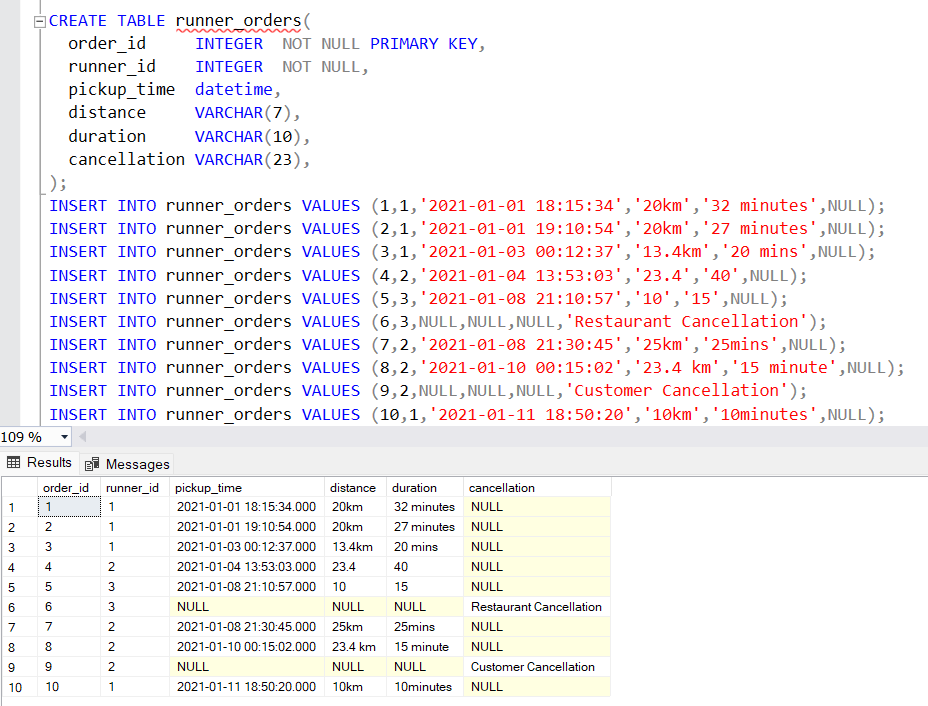 CREATE TABLE runner_orders(
order_id INTEGER NOT NULL PRIMARY KEY,
runner_id INTEGER NOT NULL,
pickup_time datetime,
distance VARCHAR(7),
duration VARCHAR(10),
cancellation VARCHAR(23),
);
INSERT INTO runner_orders VALUES (1,1,'2021-01-01 18:15:34','20km','32 minutes',NULL);
INSERT INTO runner_orders VALUES (2,1,'2021-01-01 19:10:54','20km','27 minutes',NULL);
INSERT INTO runner_orders VALUES (3,1,'2021-01-03 00:12:37','13.4km','20 mins',NULL);
INSERT INTO runner_orders VALUES (4,2,'2021-01-04 13:53:03','23.4','40',NULL);
INSERT INTO runner_orders VALUES (5,3,'2021-01-08 21:10:57','10','15',NULL);
INSERT INTO runner_orders VALUES (6,3,NULL,NULL,NULL,'Restaurant Cancellation');
INSERT INTO runner_orders VALUES (7,2,'2021-01-08 21:30:45','25km','25mins',NULL);
INSERT INTO runner_orders VALUES (8,2,'2021-01-10 00:15:02','23.4 km','15 minute',NULL);
INSERT INTO runner_orders VALUES (9,2,NULL,NULL,NULL,'Customer Cancellation');
INSERT INTO runner_orders VALUES (10,1,'2021-01-11 18:50:20','10km','10minutes',NULL);
109 %
Results Messages
order_id runner_id pickup_time distance duration cancellation
1 1 1 2021-01-01 18:15:34.000 20km 32 minutes NULL
2 2 1 2021-01-01 19:10:54.000 20km 27 minutes NULL
3 3 1 2021-01-03 00:12:37.000 13.4km 20 mins NULL
4 4 2 2021-01-04 13:53:03.000 23.4 40 NULL
5 5 3 2021-01-08 21:10:57.000 10 15 NULL
6 6 3 NULL NULL NULL Restaurant Cancellation
7 7 2 2021-01-08 21:30:45.000 25km 25mins NULL
8 8 2 2021-01-10 00:15:02.000 23.4 km 15 minute NULL
9 9 2 NULL NULL NULL Customer Cancellation
10 10 1 2021-01-11 18:50:20.000 10km 10minutes NULL